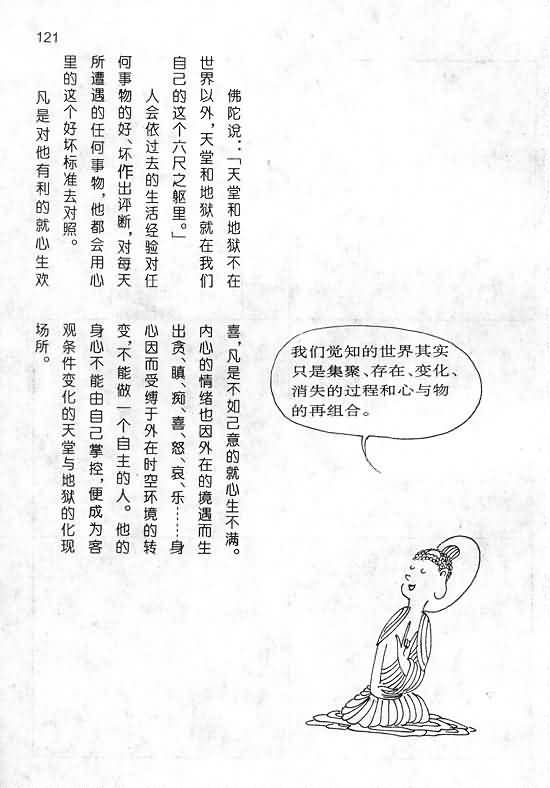 121
佛陀说：「天堂和地狱不在
世界以外，天堂和地狱就在我们
自己的这个六尺之躯里。」
人会依过去的生活经验对任
何事物的好、坏作出评断，对每天
所遭遇的任何事物，他都会用心
里的这个好坏标准去对照。
凡是对他有利的就心生欢
喜，凡是不如己意的就心生不满。
内心的情绪也因外在的境遇而生
出贪、瞋、痴、喜、怒、哀、乐……身
心因而受缚于外在时空环境的转
变，不能做一个自主的人。他的
身心不能由自己掌控，便成为客
观条件变化的天堂与地狱的化现
场所。
我们觉知的世界其实
只是集聚、存在、变化、
消失的过程和心与物
的再组合。